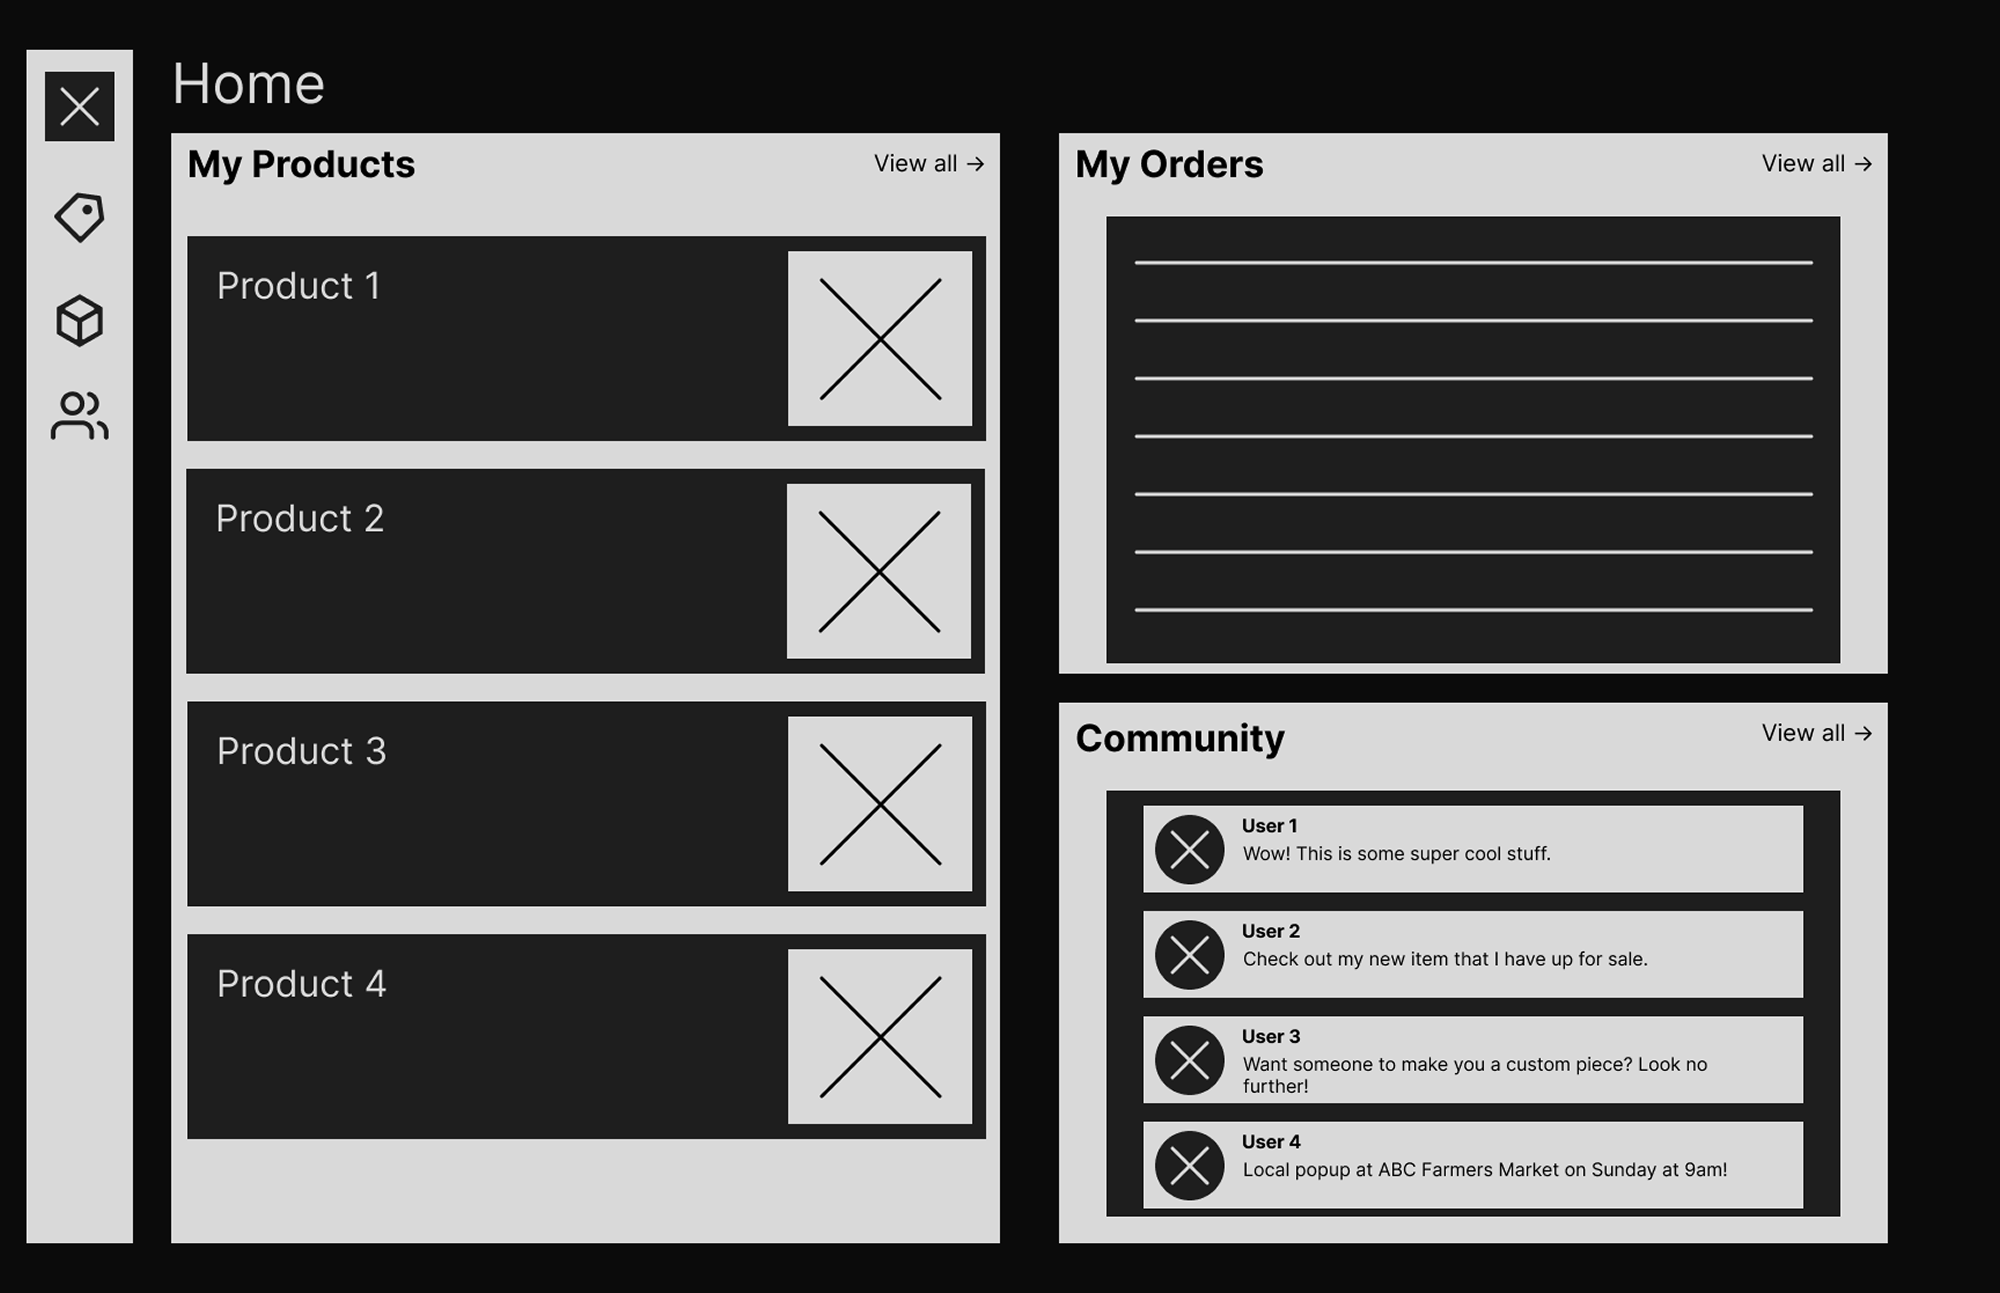 Home
My Products
View all →
Product 1
Product 2
Product 3
Product 4
My Orders
View all →
Community
View all →
User 1
Wow! This is some super cool stuff.
User 2
Check out my new item that I have up for sale.
User 3
Want someone to make you a custom piece? Look no
further!
User 4
Local popup at ABC Farmers Market on Sunday at 9am!